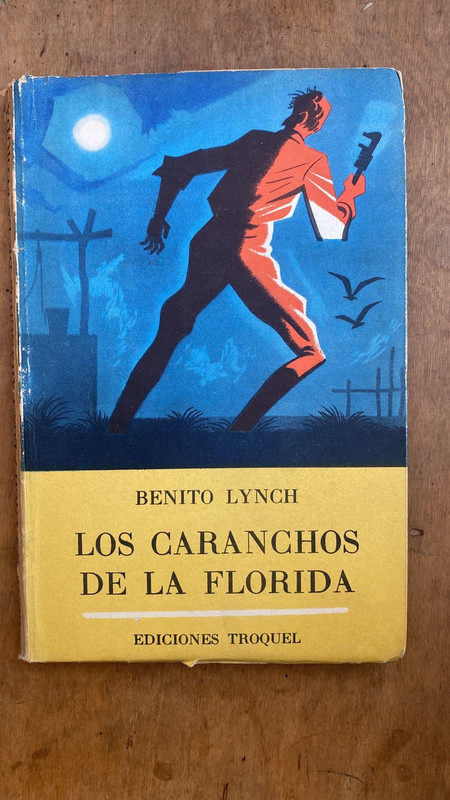 BENITO LYNCH
LOS CARANCHOS
DE LA FLORIDA
EDICIONES TROQUEL